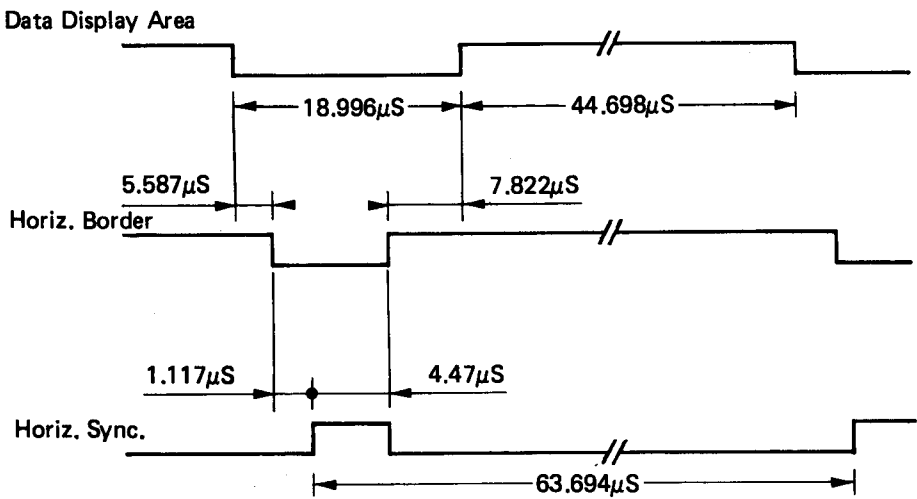 Data Display Area
18.996μS
44.698μS
5.587μS
7.822μS
Horiz. Border
1.117μS
4.47μS
Horiz. Sync.
63.694μS